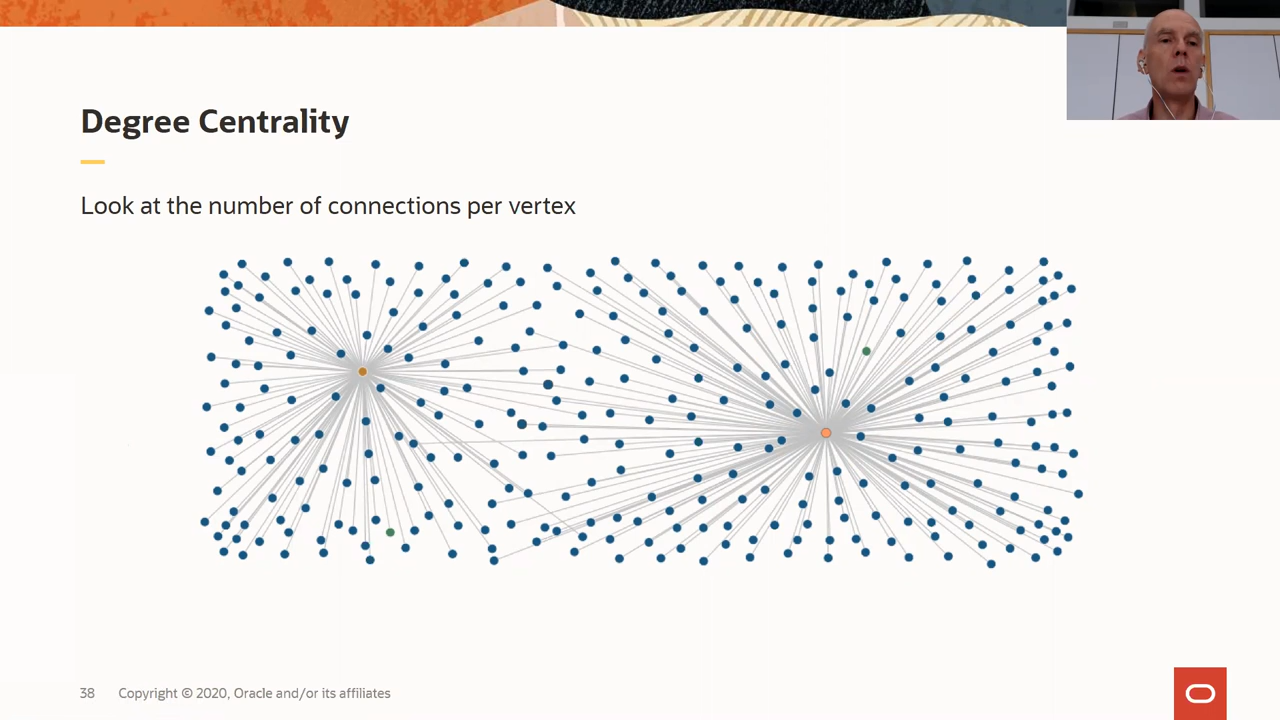 Degree Centrality
Look at the number of connections per vertex
38 Copyright © 2020, Oracle and/or its affiliates